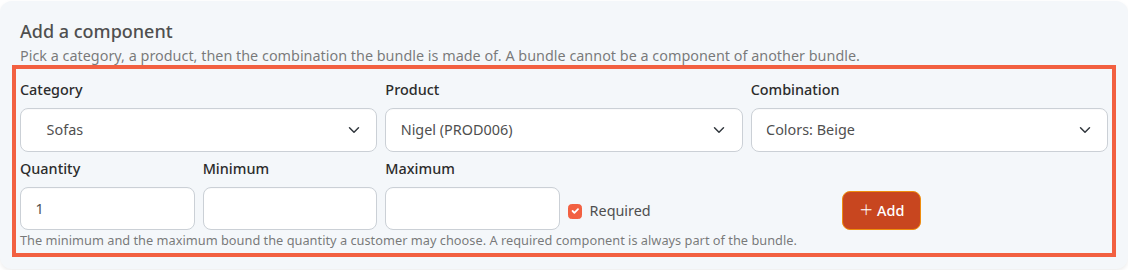 Add a component
Pick a category, a product, then the combination the bundle is made of. A bundle cannot be a component of another bundle.
Category Product Combination
Sofas Nigel (PROD006) Colors: Beige
Quantity Minimum Maximum
1 Required + Add
The minimum and the maximum bound the quantity a customer may choose. A required component is always part of the bundle.